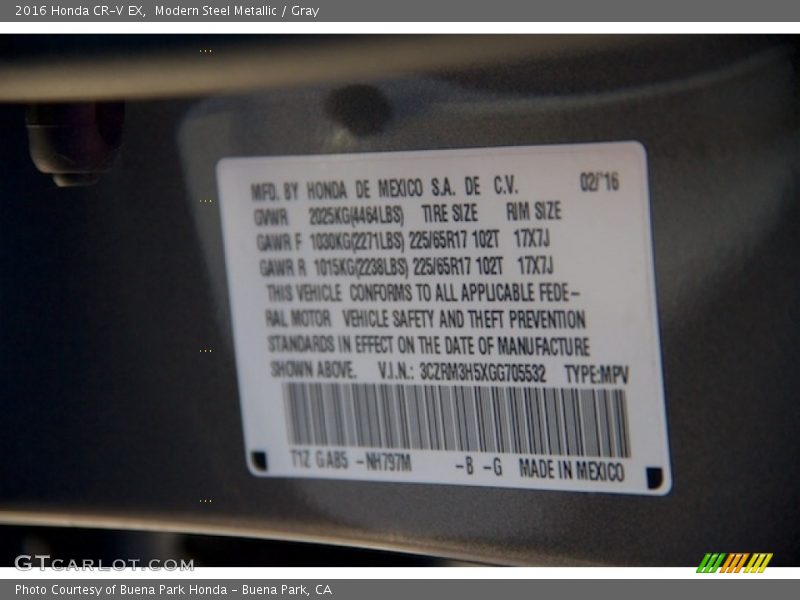 2016 Honda CR-V EX, Modern Steel Metallic / Gray
MFD. BY HONDA DE MEXICO S.A. DE C.V. 02/'16
GVWR 2025KG(4464LBS) TIRE SIZE RIM SIZE
GAWR F 1030KG(2271LBS) 225/65R17 102T 17X7J
GAWR R 1015KG(2238LBS) 225/65R17 102T 17X7J
THIS VEHICLE CONFORMS TO ALL APPLICABLE FEDE-
RAL MOTOR VEHICLE SAFETY AND THEFT PREVENTION
STANDARDS IN EFFECT ON THE DATE OF MANUFACTURE
SHOWN ABOVE. V.I.N.: 3CZRM3H5XGG705532 TYPE:MPV
T1Z GAB5 -NH797M -B -G MADE IN MEXICO
GTCARLOT.COM
Photo Courtesy of Buena Park Honda - Buena Park, CA